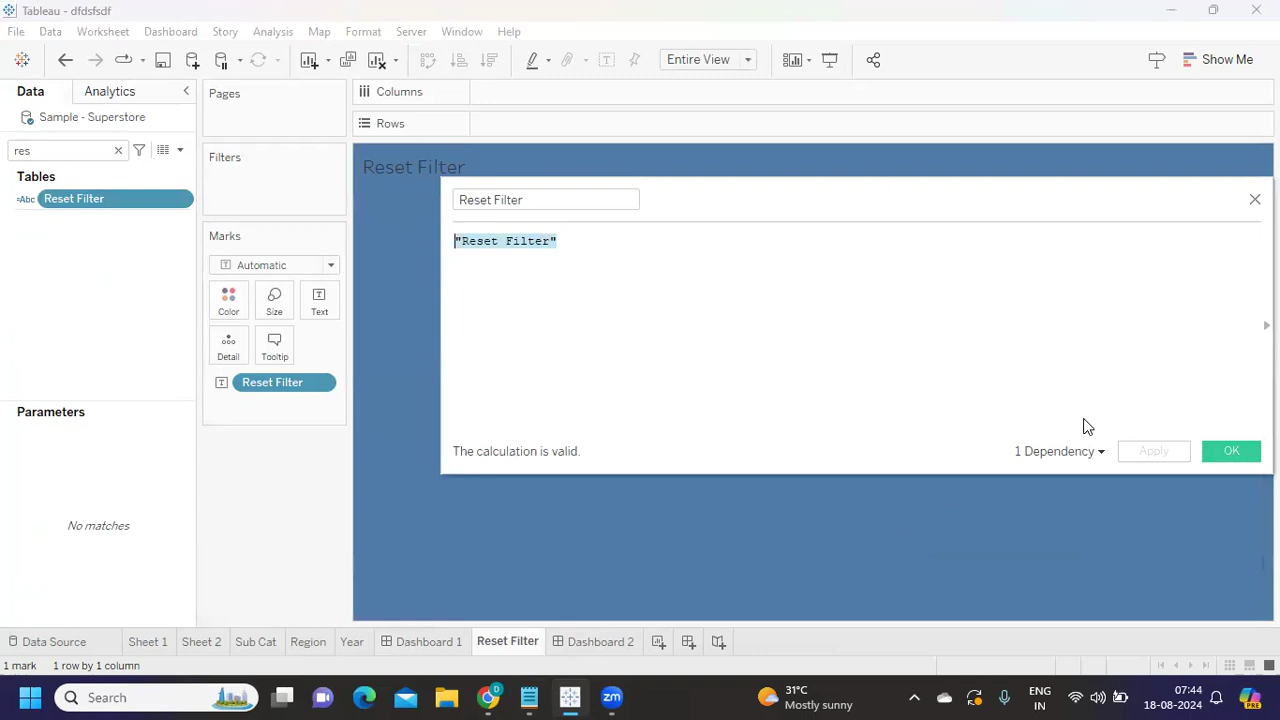 Tableau - dfdsfsdf
File Data Worksheet Dashboard Story Analysis Map Format Server Window Help
Entire View
Show Me
Data Analytics
Pages
Columns
Sample - Superstore
Rows
res
Filters
Reset Filter
Tables
=Abc Reset Filter
Reset Filter
"Reset Filter"
Marks
Automatic
Color Size Text
Detail Tooltip
Reset Filter
Parameters
The calculation is valid.
1 Dependency
Apply
OK
No matches
Data Source Sheet 1 Sheet 2 Sub Cat Region Year Dashboard 1 Reset Filter Dashboard 2
1 mark 1 row by 1 column
Search
31°C
Mostly sunny
ENG
IN
07:44
18-08-2024